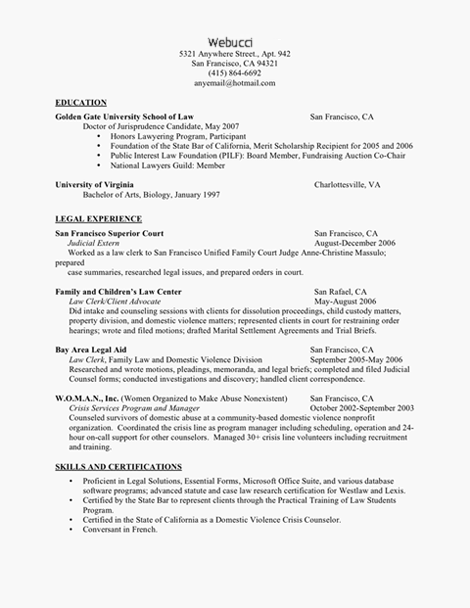 Webucci
5321 Anywhere Street., Apt. 942
San Francisco, CA 94321
(415) 864-6692
anyemail@hotmail.com
EDUCATION
Golden Gate University School of Law San Francisco, CA
Doctor of Jurisprudence Candidate, May 2007
• Honors Lawyering Program, Participant
• Foundation of the State Bar of California, Merit Scholarship Recipient for 2005 and 2006
• Public Interest Law Foundation (PILF): Board Member, Fundraising Auction Co-Chair
• National Lawyers Guild: Member
University of Virginia Charlottesville, VA
Bachelor of Arts, Biology, January 1997
LEGAL EXPERIENCE
San Francisco Superior Court San Francisco, CA
Judicial Extern August-December 2006
Worked as a law clerk to San Francisco Unified Family Court Judge Anne-Christine Massulo;
prepared
case summaries, researched legal issues, and prepared orders in court.
Family and Children's Law Center San Rafael, CA
Law Clerk/Client Advocate May-August 2006
Did intake and counseling sessions with clients for dissolution proceedings, child custody matters,
property division, and domestic violence matters; represented clients in court for restraining order
hearings; wrote and filed motions; drafted Marital Settlement Agreements and Trial Briefs.
Bay Area Legal Aid San Francisco, CA
Law Clerk, Family Law and Domestic Violence Division September 2005-May 2006
Researched and wrote motions, pleadings, memoranda, and legal briefs; completed and filed Judicial
Counsel forms; conducted investigations and discovery; handled client correspondence.
W.O.M.A.N., Inc. (Women Organized to Make Abuse Nonexistent) San Francisco, CA
Crisis Services Program and Manager October 2002-September 2003
Counseled survivors of domestic abuse at a community-based domestic violence nonprofit
organization. Coordinated the crisis line as program manager including scheduling, operation and 24-
hour on-call support for other counselors. Managed 30+ crisis line volunteers including recruitment
and training.
SKILLS AND CERTIFICATIONS
• Proficient in Legal Solutions, Essential Forms, Microsoft Office Suite, and various database
software programs; advanced statute and case law research certification for Westlaw and Lexis.
• Certified by the State Bar to represent clients through the Practical Training of Law Students
Program.
• Certified in the State of California as a Domestic Violence Crisis Counselor.
• Conversant in French.